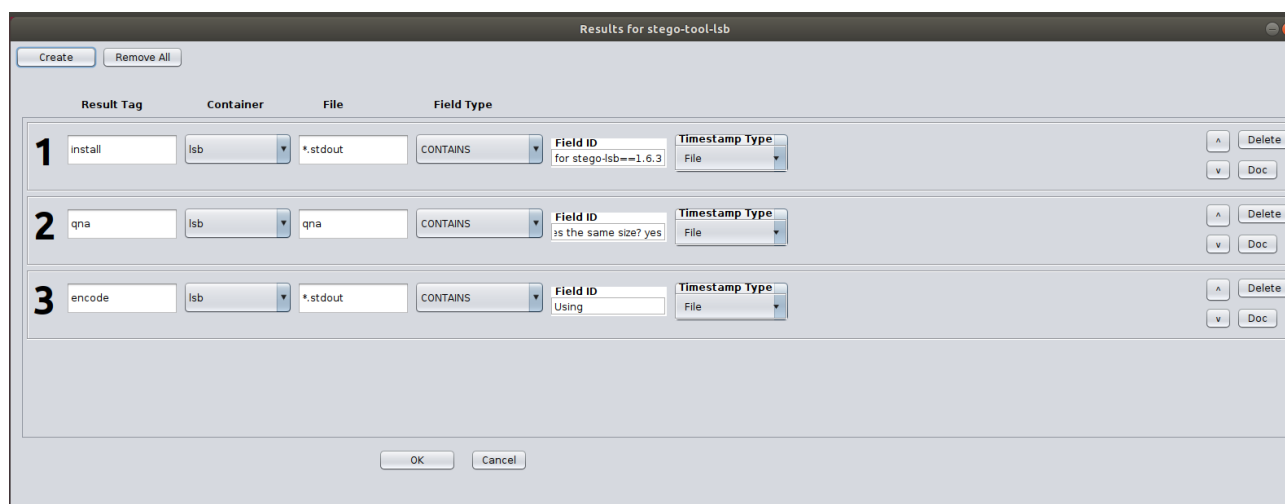 Results for stego-tool-lsb
Create Remove All
Result Tag Container File Field Type
1 install lsb *.stdout CONTAINS Field ID for stego-lsb==1.6.3 Timestamp Type File ^ Delete
v Doc
2 qna lsb qna CONTAINS Field ID es the same size? yes Timestamp Type File ^ Delete
v Doc
3 encode lsb *.stdout CONTAINS Field ID Using Timestamp Type File ^ Delete
v Doc
OK Cancel